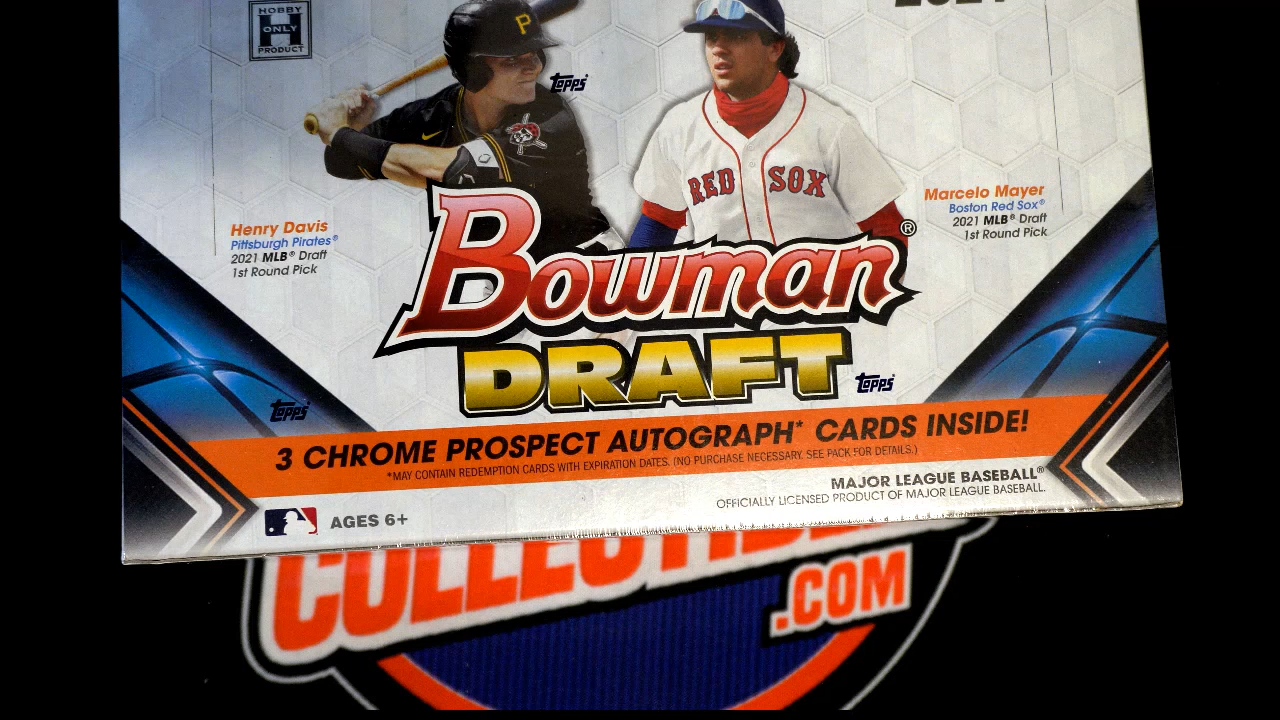 HOBBY
ONLY
PRODUCT
P
Topps
RED SOX
Henry Davis
Pittsburgh Pirates®
2021 MLB® Draft
1st Round Pick
Marcelo Mayer
Boston Red Sox®
2021 MLB® Draft
1st Round Pick
Bowman®
DRAFT
Topps
Topps
3 CHROME PROSPECT AUTOGRAPH* CARDS INSIDE!
*MAY CONTAIN REDEMPTION CARDS WITH EXPIRATION DATES. (NO PURCHASE NECESSARY. SEE PACK FOR DETAILS.)
MAJOR LEAGUE BASEBALL®
OFFICIALLY LICENSED PRODUCT OF MAJOR LEAGUE BASEBALL.
AGES 6+
.COM